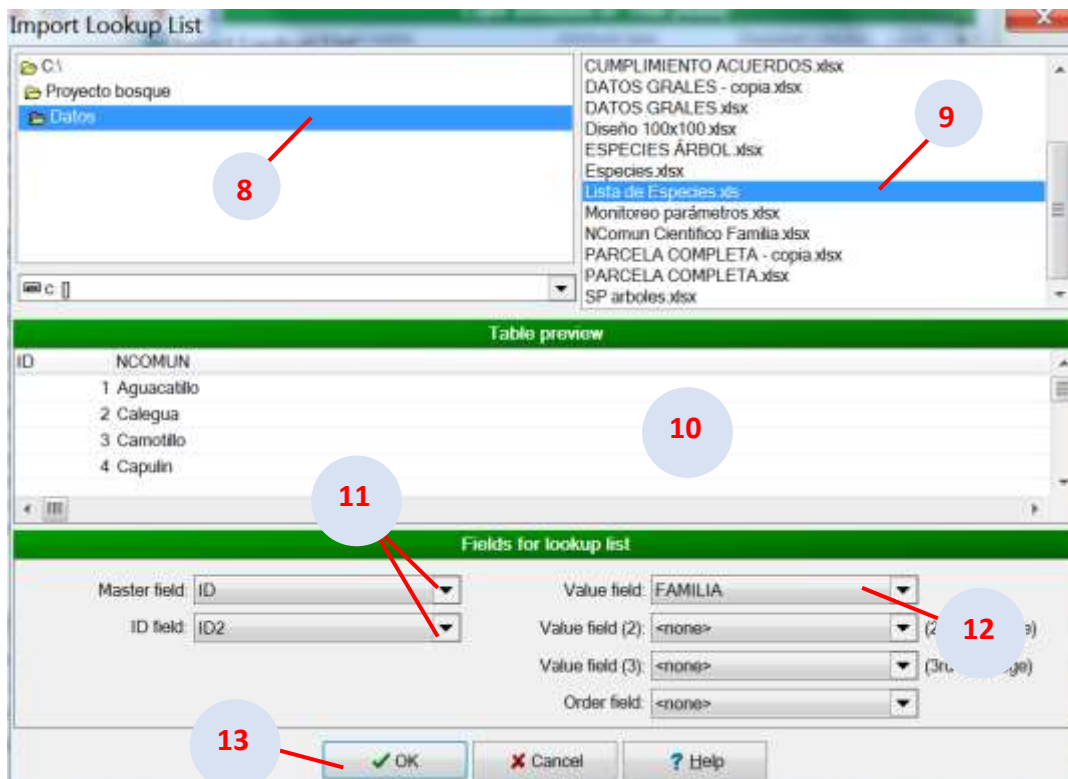 Import Lookup List
C:\
Proyecto bosque
Datos
8
c: []
CUMPLIMIENTO ACUERDOS.xlsx
DATOS GRALES - copia.xlsx
DATOS GRALES.xlsx
Diseño 100x100.xlsx
ESPECIES ÁRBOL.xlsx
Especies.xlsx
Lista de Especies.xls
Monitoreo parámetros.xlsx
NComun Cientifico Familia.xlsx
PARCELA COMPLETA - copia.xlsx
PARCELA COMPLETA.xlsx
SP arboles.xlsx
9
Table preview
ID NCOMUN
1 Aguacatillo
2 Calegua
3 Camotillo
4 Capulin
10
11
Fields for lookup list
Master field: ID
ID field: ID2
Value field: FAMILIA
Value field (2): <none>
Value field (3): <none>
Order field: <none>
12
13
OK
Cancel
? Help